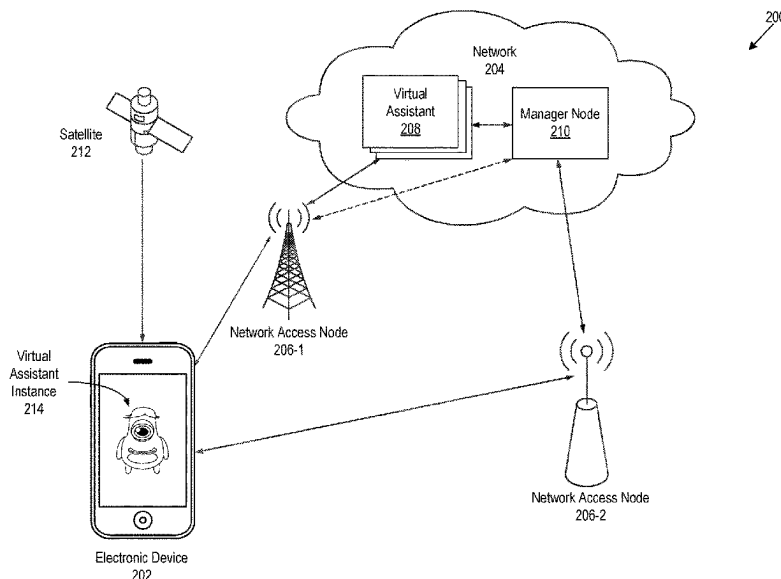 200
Network
204
Virtual
Assistant
208
Manager Node
210
Satellite
212
Network Access Node
206-1
Virtual
Assistant
Instance
214
Network Access Node
206-2
Electronic Device
202